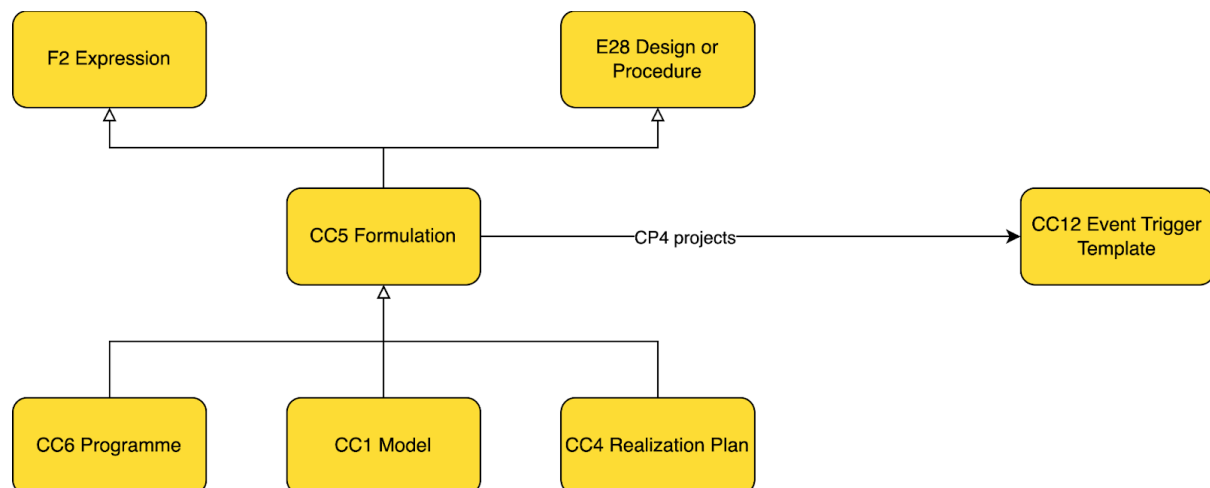 F2 Expression
E28 Design or
Procedure
CC5 Formulation
CP4 projects
CC12 Event Trigger
Template
CC6 Programme
CC1 Model
CC4 Realization Plan